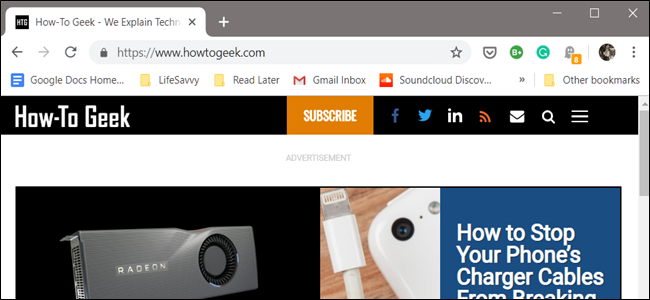 HTG How-To Geek - We Explain Techn
https://www.howtogeek.com
B+
G
8
Google Docs Home... LifeSavvy Read Later Gmail Inbox Soundcloud Discov... » Other bookmarks
How-To Geek SUBSCRIBE
ADVERTISEMENT
RADEON
How to Stop
Your Phone's
Charger Cables
From Breaking